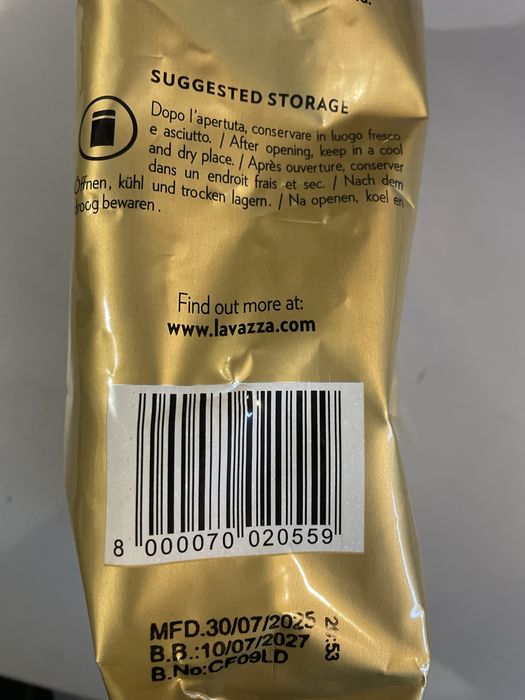 SUGGESTED STORAGE
Dopo l'apertuta, conservare in luogo fresco
e asciutto. / After opening, keep in a cool
and dry place. / Après ouverture, conserver
dans un endroit frais et sec. / Nach dem
Öffnen, kühl und trocken lagern. / Na openen, koel en
droog bewaren.
Find out more at:
www.lavazza.com
8 000070 020559
MFD.30/07/2025
B.B.:10/07/2027
B.No:CF09LD